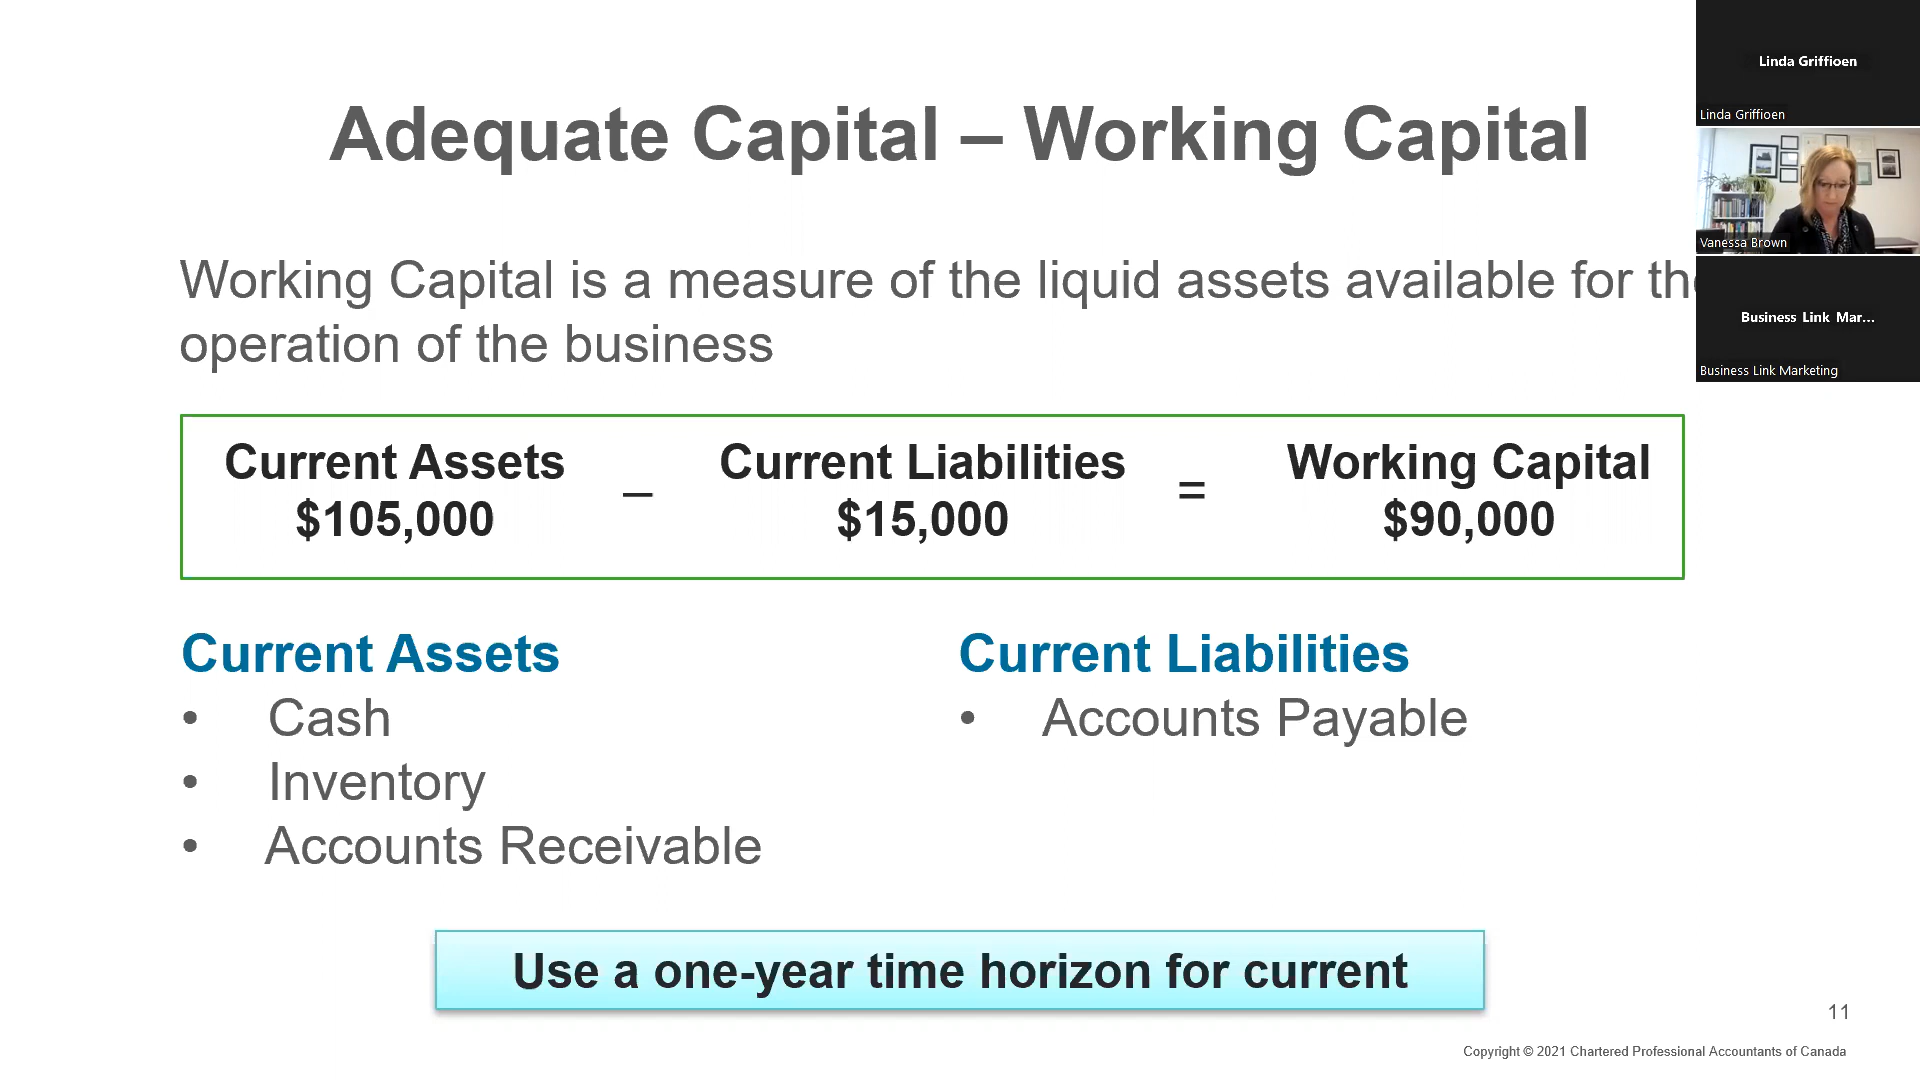 Adequate Capital – Working Capital
Working Capital is a measure of the liquid assets available for
operation of the business
Current Assets – Current Liabilities = Working Capital
$105,000 $15,000 $90,000
Current Assets
• Cash
• Inventory
• Accounts Receivable
Current Liabilities
• Accounts Payable
Use a one-year time horizon for current
11
Copyright © 2021 Chartered Professional Accountants of Canada
Linda Griffioen
Linda Griffioen
Vanessa Brown
Business Link Mar...
Business Link Marketing